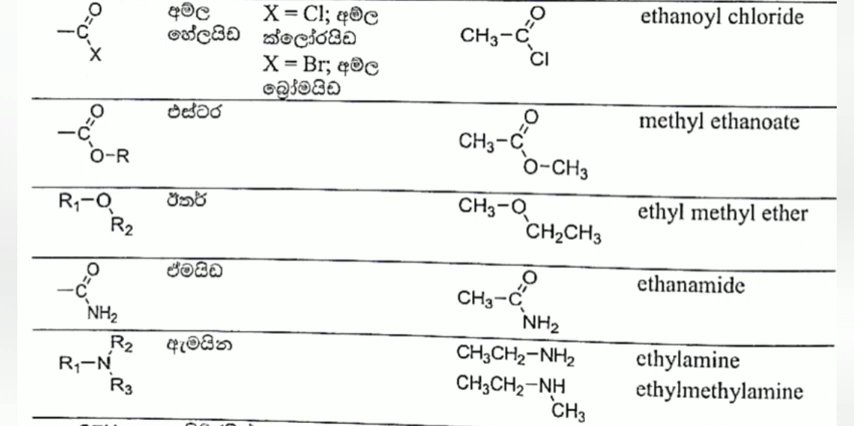 O
—C
X
අම්ල
හේලයිඩ
X = Cl; අම්ල
ක්ලෝරයිඩ
X = Br; අම්ල
බ්‍රෝමයිඩ
O
CH₃–C
Cl
ethanoyl chloride
O
—C
O–R
එස්ටර
O
CH₃–C
O–CH₃
methyl ethanoate
R₁–O
R₂
ඊතර්
CH₃–O
CH₂CH₃
ethyl methyl ether
O
—C
NH₂
ඒමයිඩ
O
CH₃–C
NH₂
ethanamide
R₂
R₁–N
R₃
ඇමයින
CH₃CH₂–NH₂
ethylamine
CH₃CH₂–NH
CH₃
ethylmethylamine